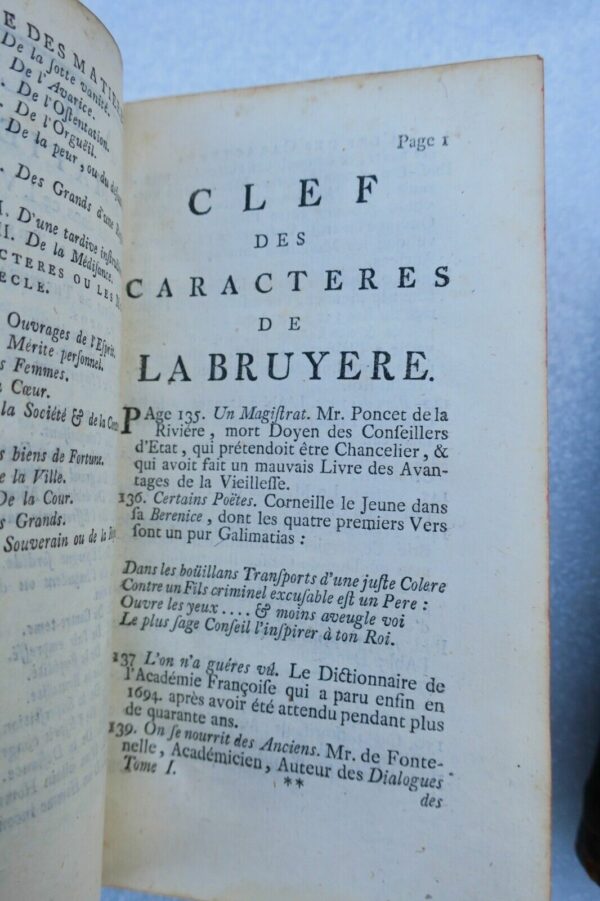 E DES MATIE
De la ſotte vanité.
De l'Avarice.
De l'Oſtentation.
De l'Orgueil.
De la peur, ou du
Des Grands d'une
I. D'une tardive
II. De la Médiſance.
CTERES OU LES
ECLE.
Ouvrages de l'Eſprit.
Mérite perſonnel.
s Femmes.
Cœur.
la Société & de la
s biens de Fortune.
e la Ville.
De la Cour.
s Grands.
Souverain ou de la
Page 1
CLEF
DES
CARACTERES
DE
LA BRUYERE.
PAge 135. Un Magiſtrat. Mr. Poncet de la
Rivière, mort Doyen des Conſeillers
d'Etat, qui prétendoit être Chancelier, &
qui avoit fait un mauvais Livre des Avan-
tages de la Vieilleſſe.
136. Certains Poëtes. Corneille le Jeune dans
ſa Berenice, dont les quatre premiers Vers
ſont un pur Galimatias :
Dans les boüillans Tranſports d'une juſte Colere
Contre un Fils criminel excuſable eſt un Pere :
Ouvre les yeux .... & moins aveugle voi
Le plus ſage Conſeil l'inſpirer à ton Roi.
137 L'on n'a guéres vû. Le Dictionnaire de
l'Académie Françoiſe qui a paru enfin en
1694. après avoir été attendu pendant plus
de quarante ans.
139. On ſe nourrit des Anciens. Mr. de Fonte-
nelle, Académicien, Auteur des Dialogues
Tome I. **
des